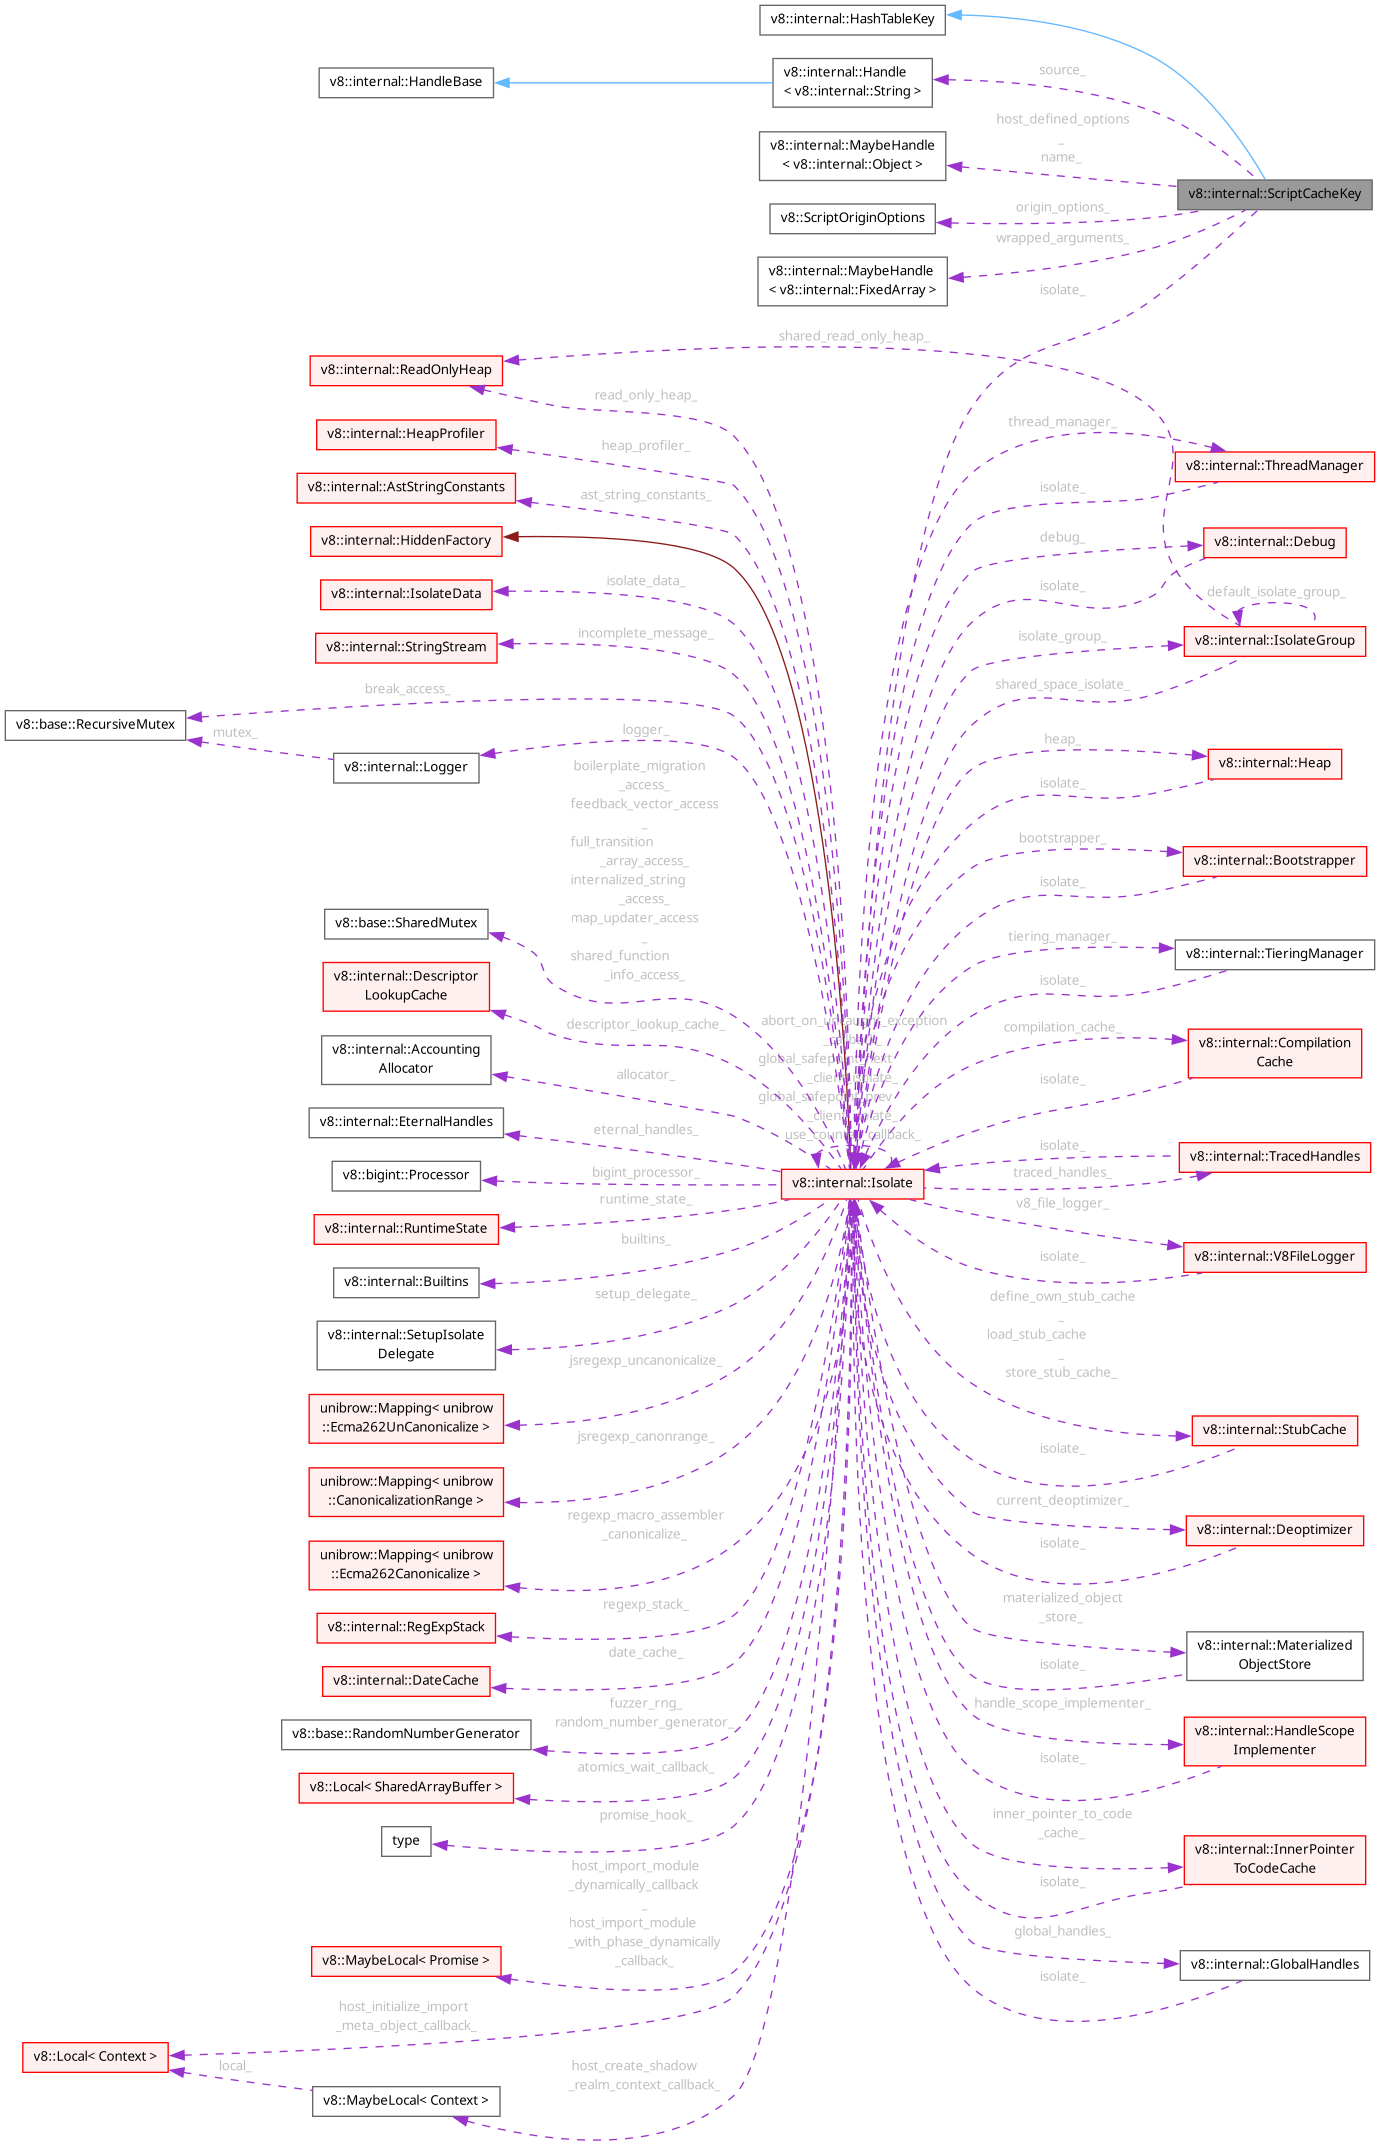 v8::internal::HashTableKey
v8::internal::HandleBase
v8::internal::Handle
< v8::internal::String >
source_
host_defined_options
_
name_
v8::internal::MaybeHandle
< v8::internal::Object >
v8::internal::ScriptCacheKey
v8::ScriptOriginOptions
origin_options_
wrapped_arguments_
v8::internal::MaybeHandle
< v8::internal::FixedArray >
isolate_
shared_read_only_heap_
v8::internal::ReadOnlyHeap
read_only_heap_
v8::internal::HeapProfiler
heap_profiler_
thread_manager_
v8::internal::ThreadManager
v8::internal::AstStringConstants
ast_string_constants_
isolate_
v8::internal::HiddenFactory
debug_
v8::internal::Debug
v8::internal::IsolateData
isolate_data_
isolate_
default_isolate_group_
v8::internal::StringStream
incomplete_message_
isolate_group_
v8::internal::IsolateGroup
break_access_
shared_space_isolate_
v8::base::RecursiveMutex
mutex_
logger_
v8::internal::Logger
heap_
v8::internal::Heap
isolate_
boilerplate_migration
_access_
feedback_vector_access
_
full_transition
_array_access_
internalized_string
_access_
map_updater_access
_
shared_function
_info_access_
bootstrapper_
v8::internal::Bootstrapper
isolate_
v8::base::SharedMutex
tiering_manager_
v8::internal::TieringManager
v8::internal::Descriptor
LookupCache
isolate_
descriptor_lookup_cache_
compilation_cache_
v8::internal::Compilation
Cache
v8::internal::Accounting
Allocator
allocator_
isolate_
abort_on_uncaught_exception
global_safepoint_next
_client_isolate_
global_safepoint_prev
_client_isolate_
use_counter_callback_
v8::internal::EternalHandles
eternal_handles_
isolate_
v8::internal::TracedHandles
v8::bigint::Processor
bigint_processor_
v8::internal::Isolate
traced_handles_
v8::internal::RuntimeState
runtime_state_
v8_file_logger_
v8::internal::Builtins
builtins_
isolate_
v8::internal::V8FileLogger
v8::internal::SetupIsolate
Delegate
setup_delegate_
define_own_stub_cache
_
load_stub_cache
_
store_stub_cache_
unibrow::Mapping< unibrow
::Ecma262UnCanonicalize >
jsregexp_uncanonicalize_
v8::internal::StubCache
isolate_
unibrow::Mapping< unibrow
::CanonicalizationRange >
jsregexp_canonrange_
current_deoptimizer_
v8::internal::Deoptimizer
isolate_
unibrow::Mapping< unibrow
::Ecma262Canonicalize >
regexp_macro_assembler
_canonicalize_
v8::internal::RegExpStack
regexp_stack_
materialized_object
_store_
v8::internal::Materialized
ObjectStore
isolate_
v8::internal::DateCache
date_cache_
v8::base::RandomNumberGenerator
fuzzer_rng_
random_number_generator_
handle_scope_implementer_
v8::internal::HandleScope
Implementer
isolate_
v8::Local< SharedArrayBuffer >
atomics_wait_callback_
type
promise_hook_
inner_pointer_to_code
_cache_
v8::internal::InnerPointer
ToCodeCache
isolate_
host_import_module
_dynamically_callback
_
host_import_module
_with_phase_dynamically
_callback_
v8::MaybeLocal< Promise >
global_handles_
v8::internal::GlobalHandles
isolate_
host_initialize_import
_meta_object_callback_
v8::Local< Context >
local_
v8::MaybeLocal< Context >
host_create_shadow
_realm_context_callback_